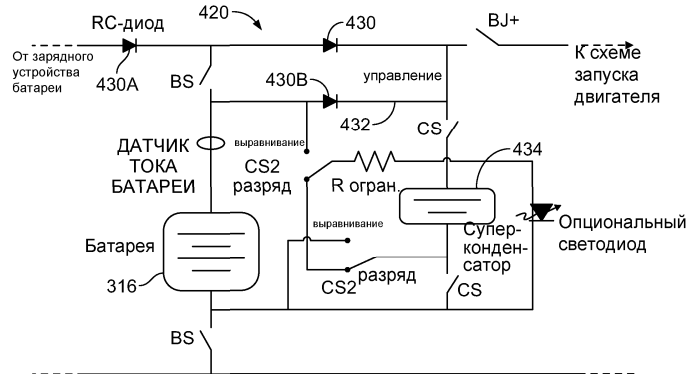 420
430
RC-диод
BJ+
От зарядного
устройства
батареи
430A
BS
430B
управление
К схеме
запуска
двигателя
432
CS
ДАТЧИК
ТОКА
БАТАРЕИ
выравнивание
CS2
разряд
434
R огран.
Батарея
316
выравнивание
Супер-
конден-
сатор
Опциональный
светодиод
разряд
CS2
CS
BS